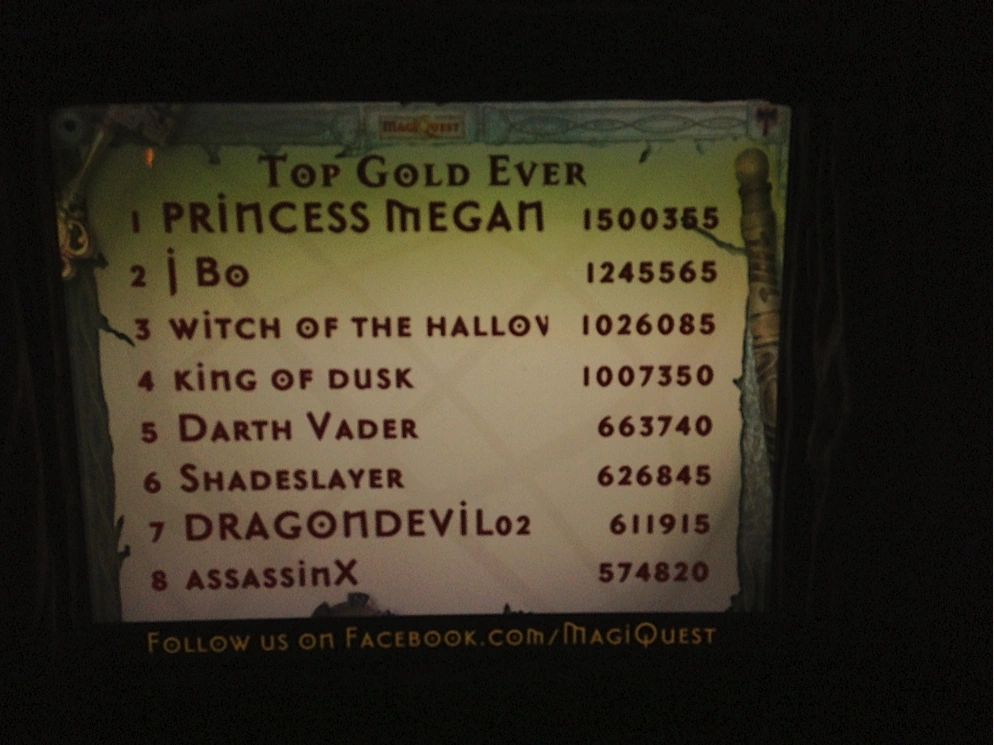 MAGIQUEST
TOP GOLD EVER
1 PRINCESS MEGAN 1500355
2 j Bo 1245565
3 WITCH OF THE HALLOW 1026085
4 KING OF DUSK 1007350
5 DARTH VADER 663740
6 SHADESLAYER 626845
7 DRAGONDEVIL02 611915
8 ASSASSINX 574820
FOLLOW US ON FACEBOOK.COM/MAGIQUEST